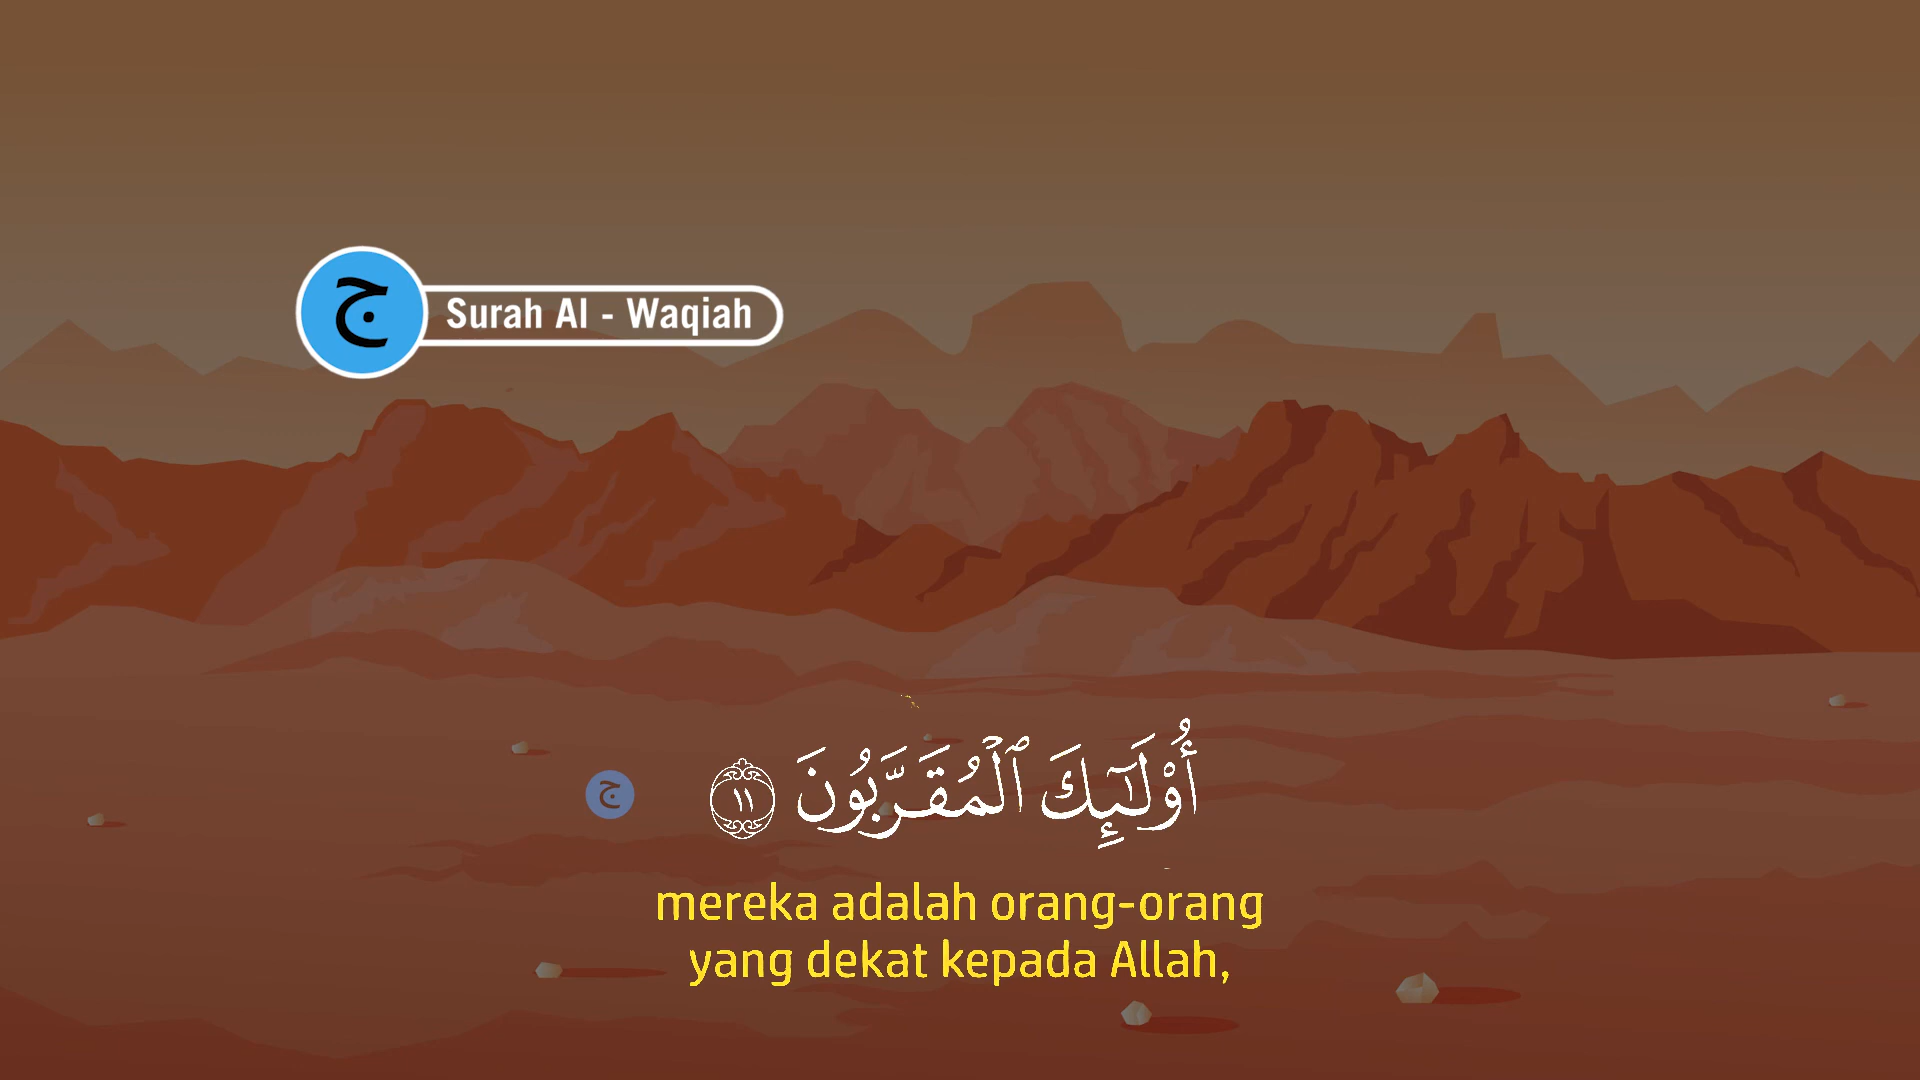 ج
Surah Al - Waqiah
أُوْلَـٰٓئِكَ ٱلْمُقَرَّبُونَ ١١
ج
mereka adalah orang-orang
yang dekat kepada Allah,